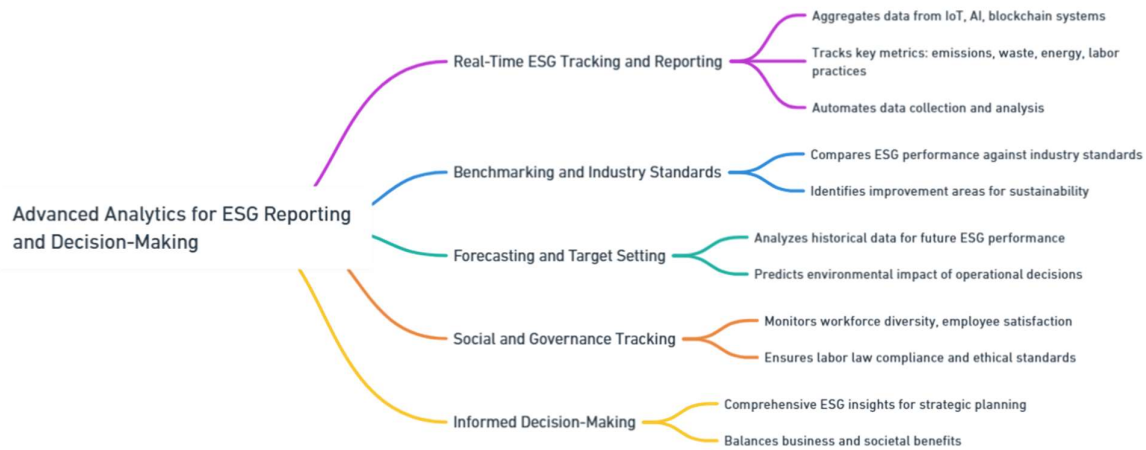 Advanced Analytics for ESG Reporting
and Decision-Making
Real-Time ESG Tracking and Reporting
Aggregates data from IoT, AI, blockchain systems
Tracks key metrics: emissions, waste, energy, labor
practices
Automates data collection and analysis
Benchmarking and Industry Standards
Compares ESG performance against industry standards
Identifies improvement areas for sustainability
Forecasting and Target Setting
Analyzes historical data for future ESG performance
Predicts environmental impact of operational decisions
Social and Governance Tracking
Monitors workforce diversity, employee satisfaction
Ensures labor law compliance and ethical standards
Informed Decision-Making
Comprehensive ESG insights for strategic planning
Balances business and societal benefits